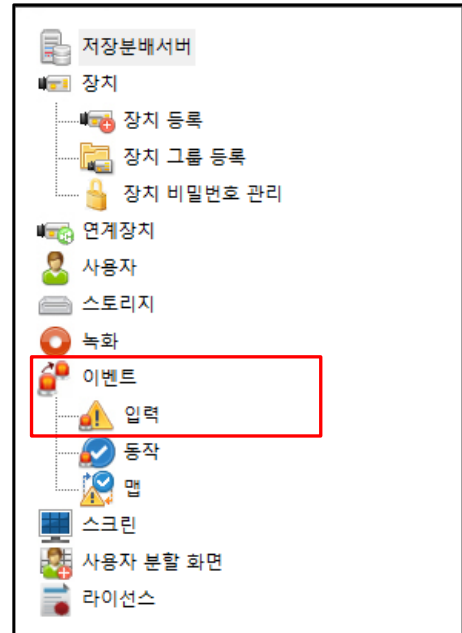 저장분배서버
장치
장치 등록
장치 그룹 등록
장치 비밀번호 관리
연계장치
사용자
스토리지
녹화
이벤트
입력
동작
맵
스크린
사용자 분할 화면
라이선스